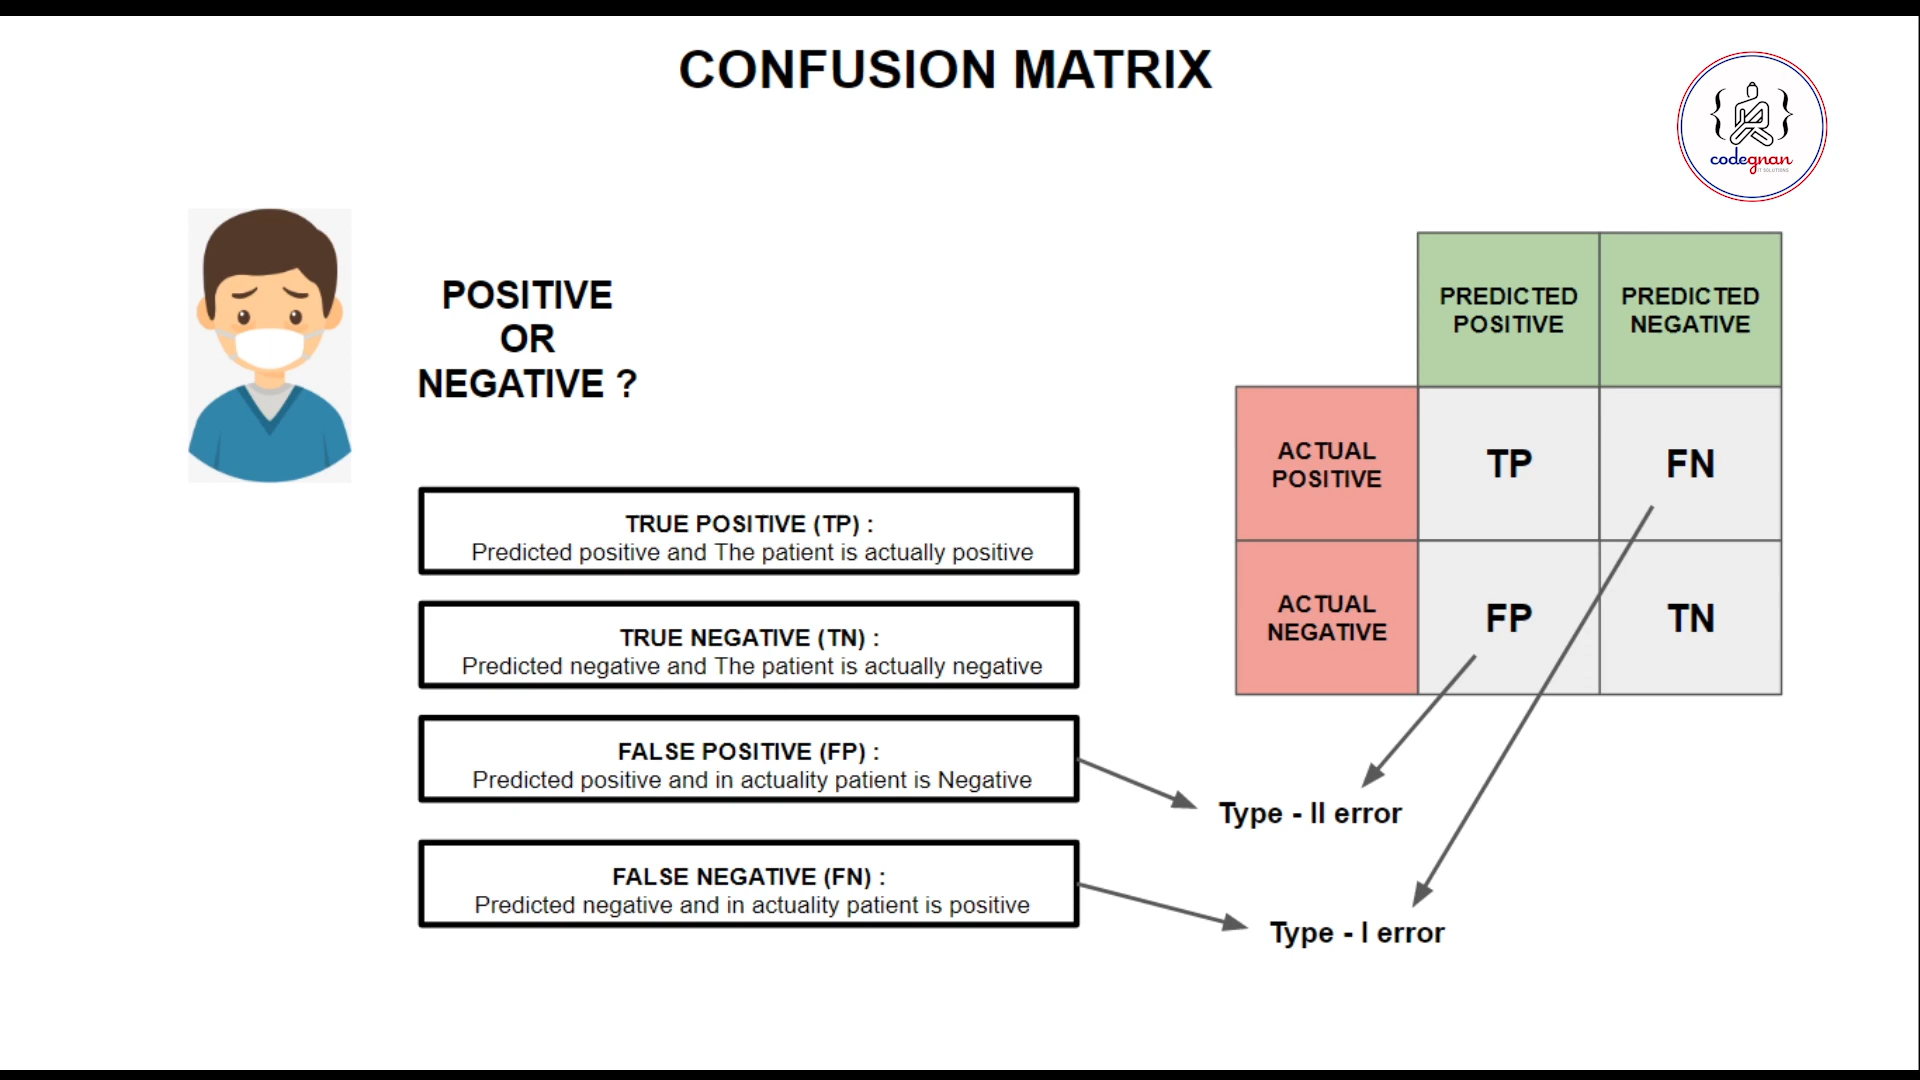 CONFUSION MATRIX
codegnan
IT SOLUTIONS
POSITIVE
OR
NEGATIVE ?
PREDICTED
POSITIVE
PREDICTED
NEGATIVE
ACTUAL
POSITIVE
TP
FN
ACTUAL
NEGATIVE
FP
TN
TRUE POSITIVE (TP) :
Predicted positive and The patient is actually positive
TRUE NEGATIVE (TN) :
Predicted negative and The patient is actually negative
FALSE POSITIVE (FP) :
Predicted positive and in actuality patient is Negative
Type - II error
FALSE NEGATIVE (FN) :
Predicted negative and in actuality patient is positive
Type - I error